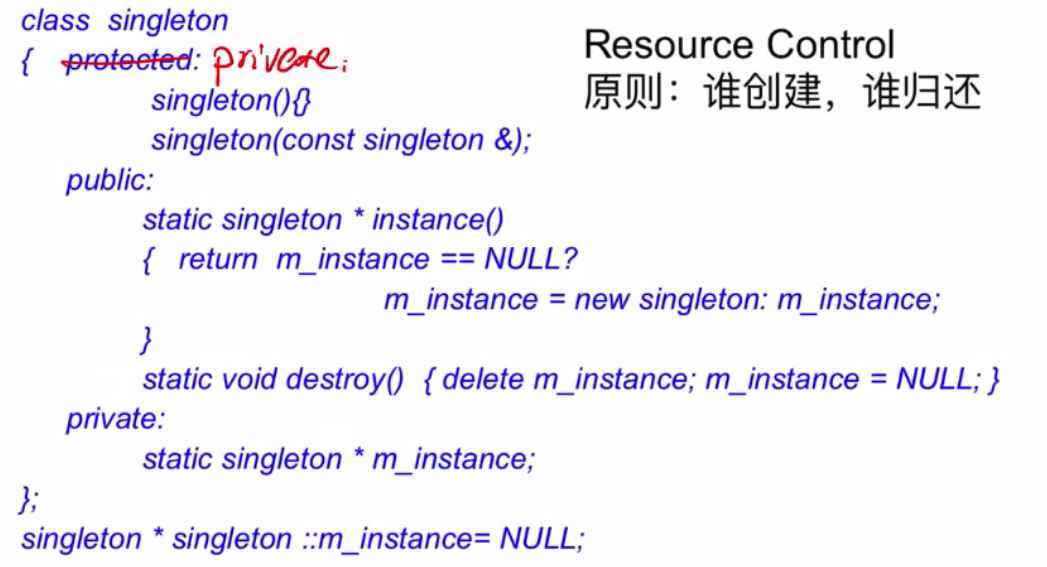 class singleton
{ protected: private:
singleton(){}
singleton(const singleton &);
public:
static singleton * instance()
{ return m_instance == NULL?
m_instance = new singleton: m_instance;
}
static void destroy() { delete m_instance; m_instance = NULL; }
private:
static singleton * m_instance;
};
singleton * singleton ::m_instance= NULL;
Resource Control
原则：谁创建，谁归还